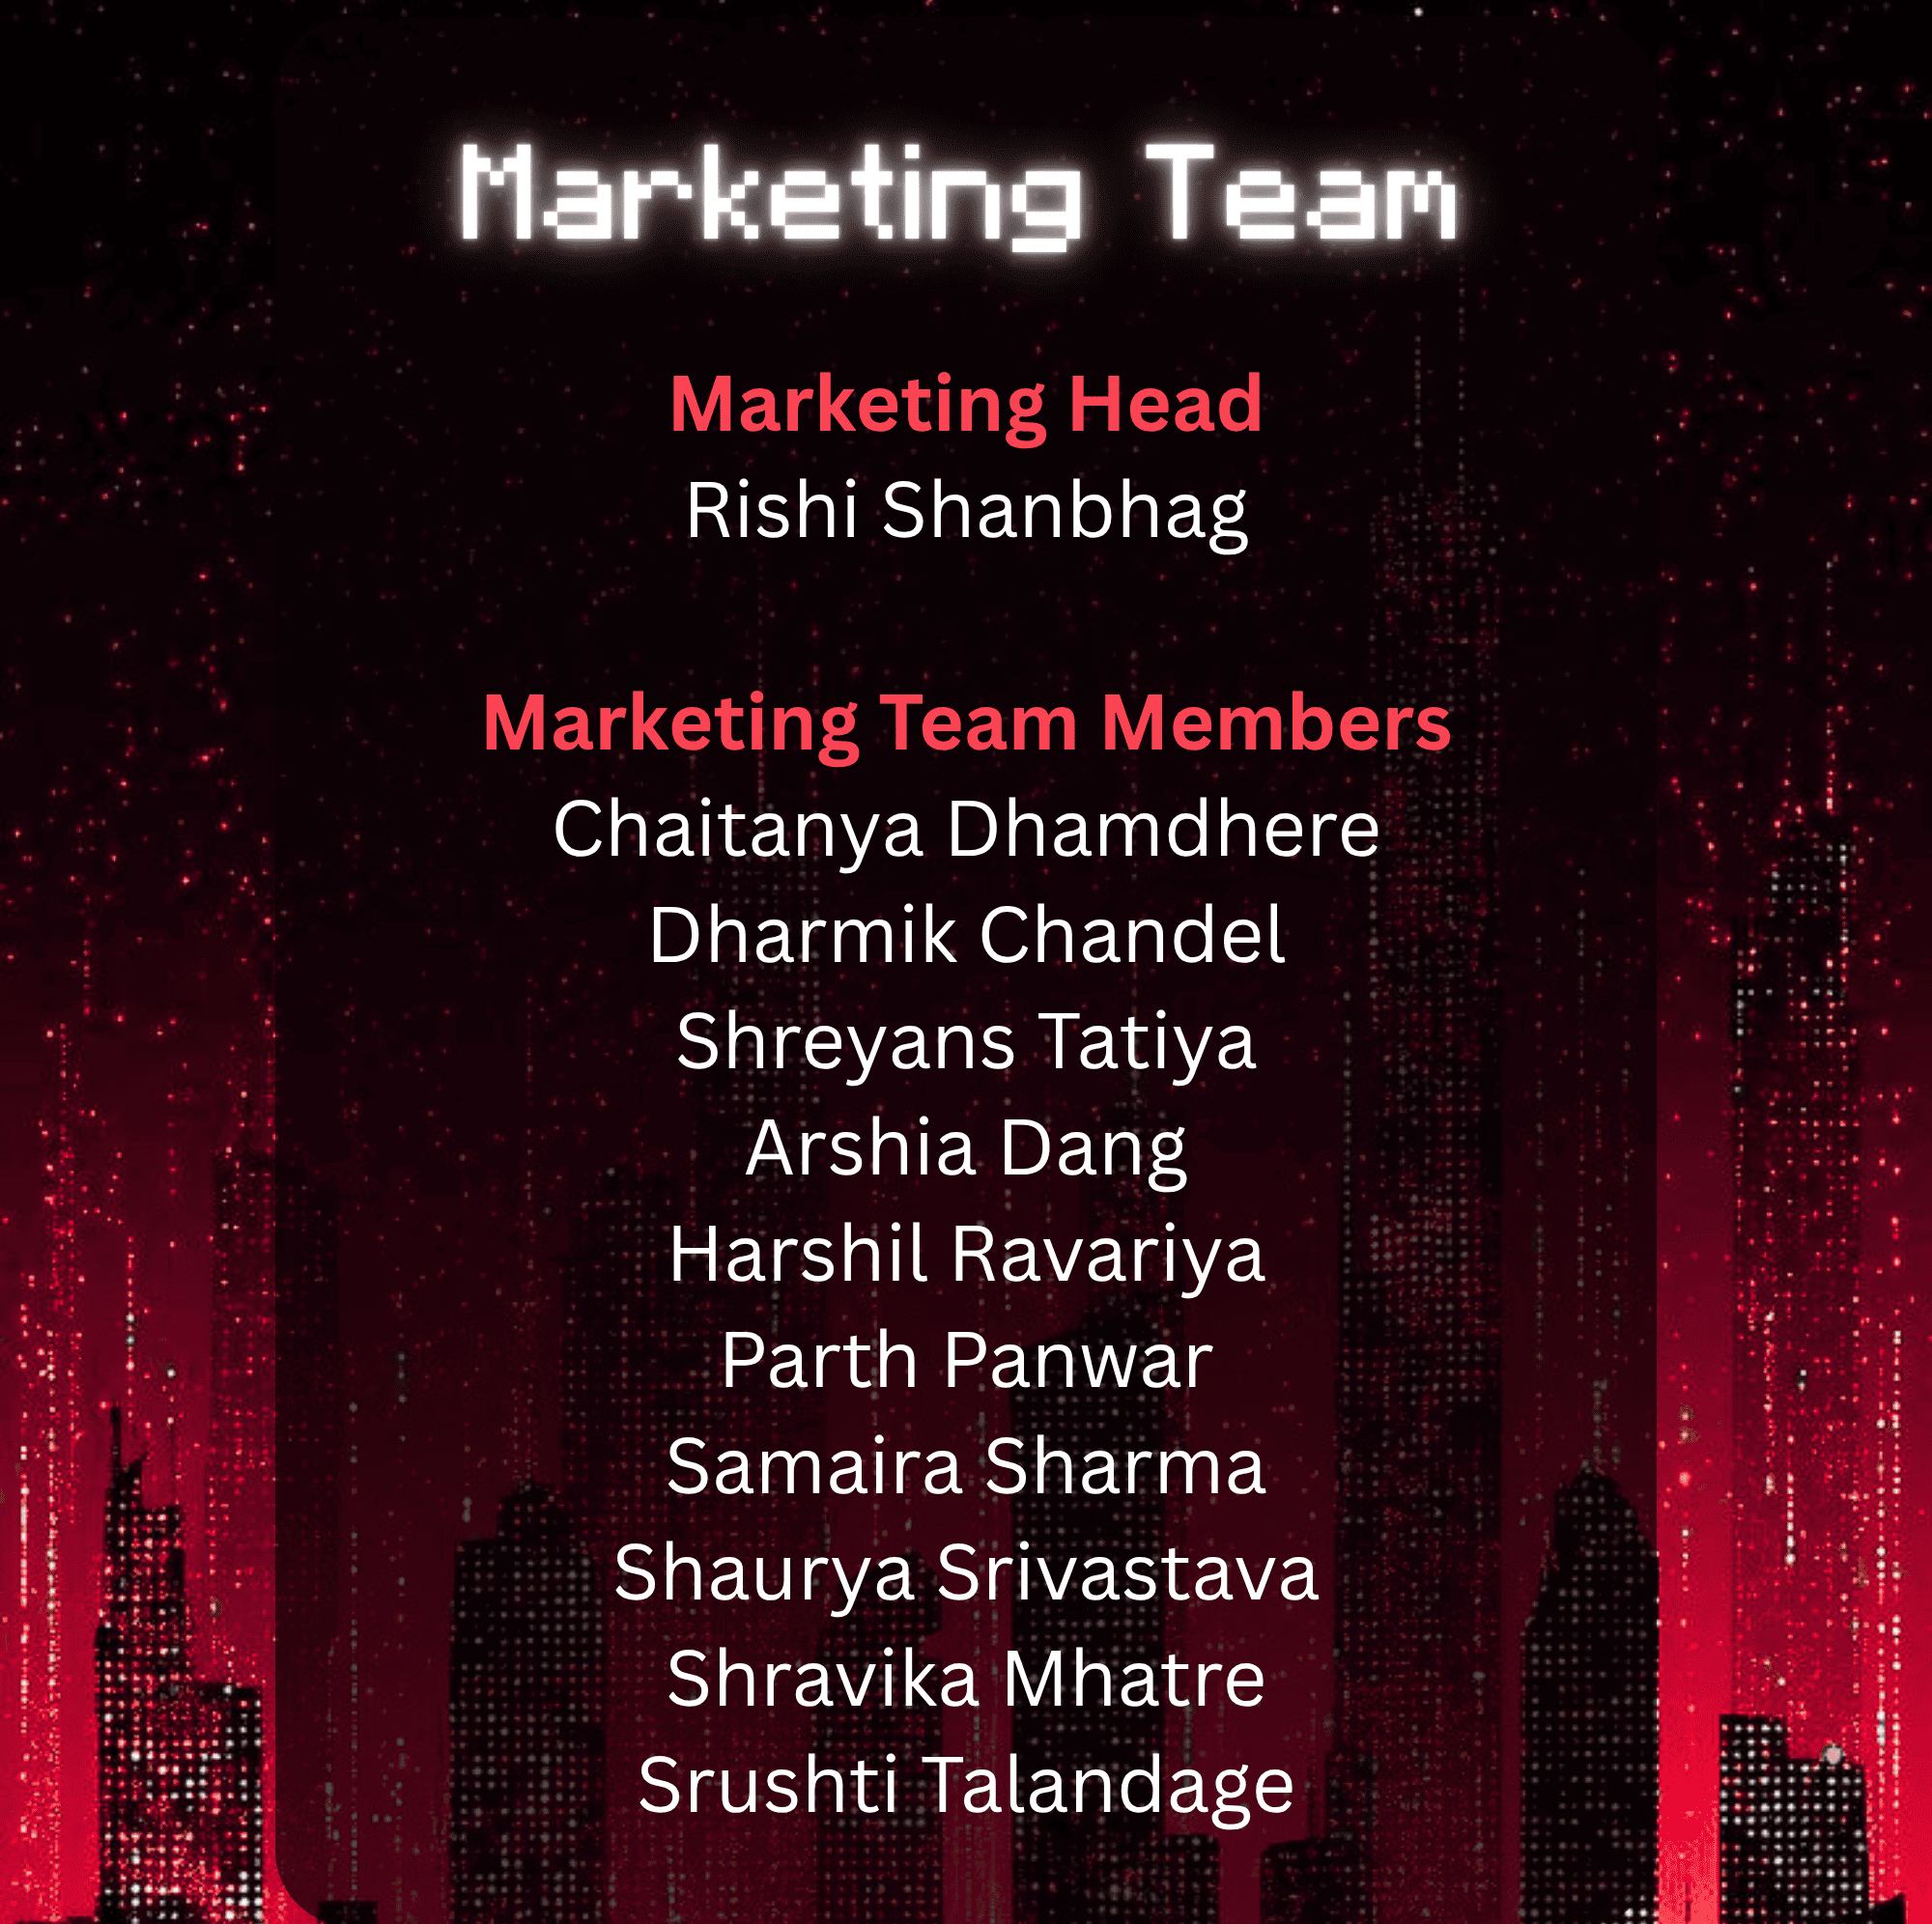 Marketing Team
Marketing Head
Rishi Shanbhag
Marketing Team Members
Chaitanya Dhamdhere
Dharmik Chandel
Shreyans Tatiya
Arshia Dang
Harshil Ravariya
Parth Panwar
Samaira Sharma
Shaurya Srivastava
Shravika Mhatre
Srushti Talandage